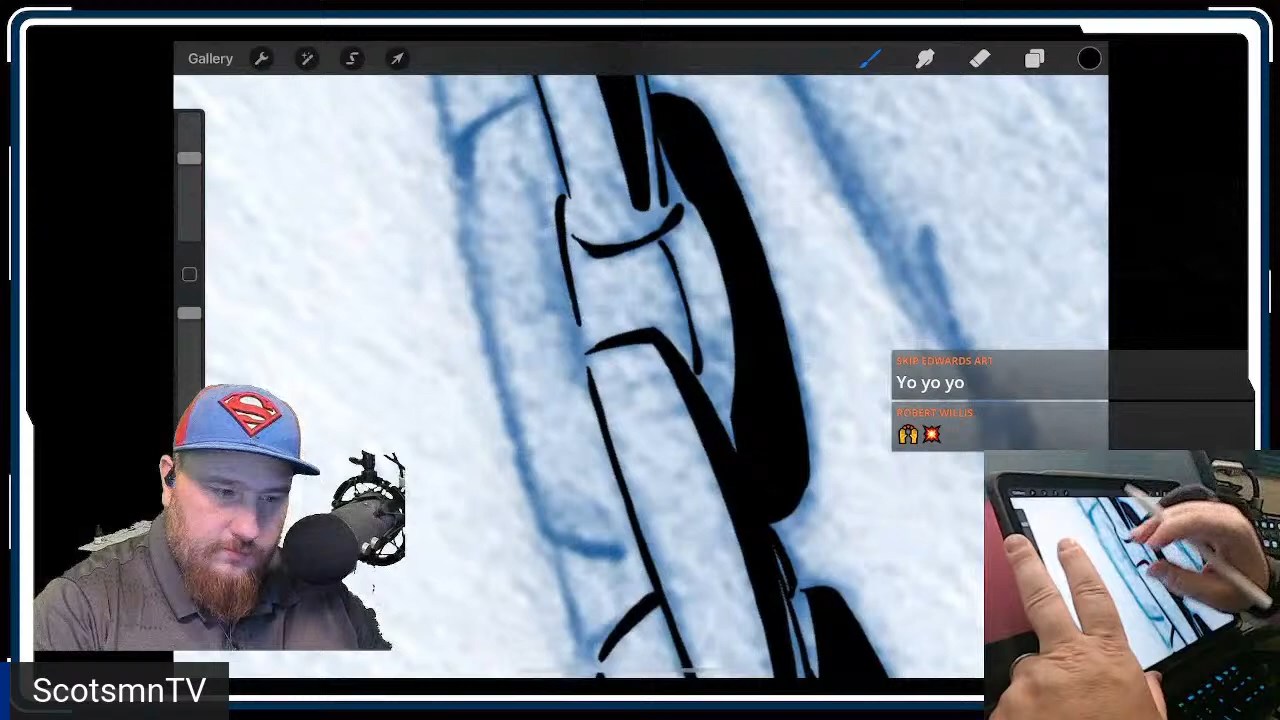 Gallery
SKIP EDWARDS ART
Yo yo yo
ROBERT WILLIS
🙌💥
ScotsmnTV